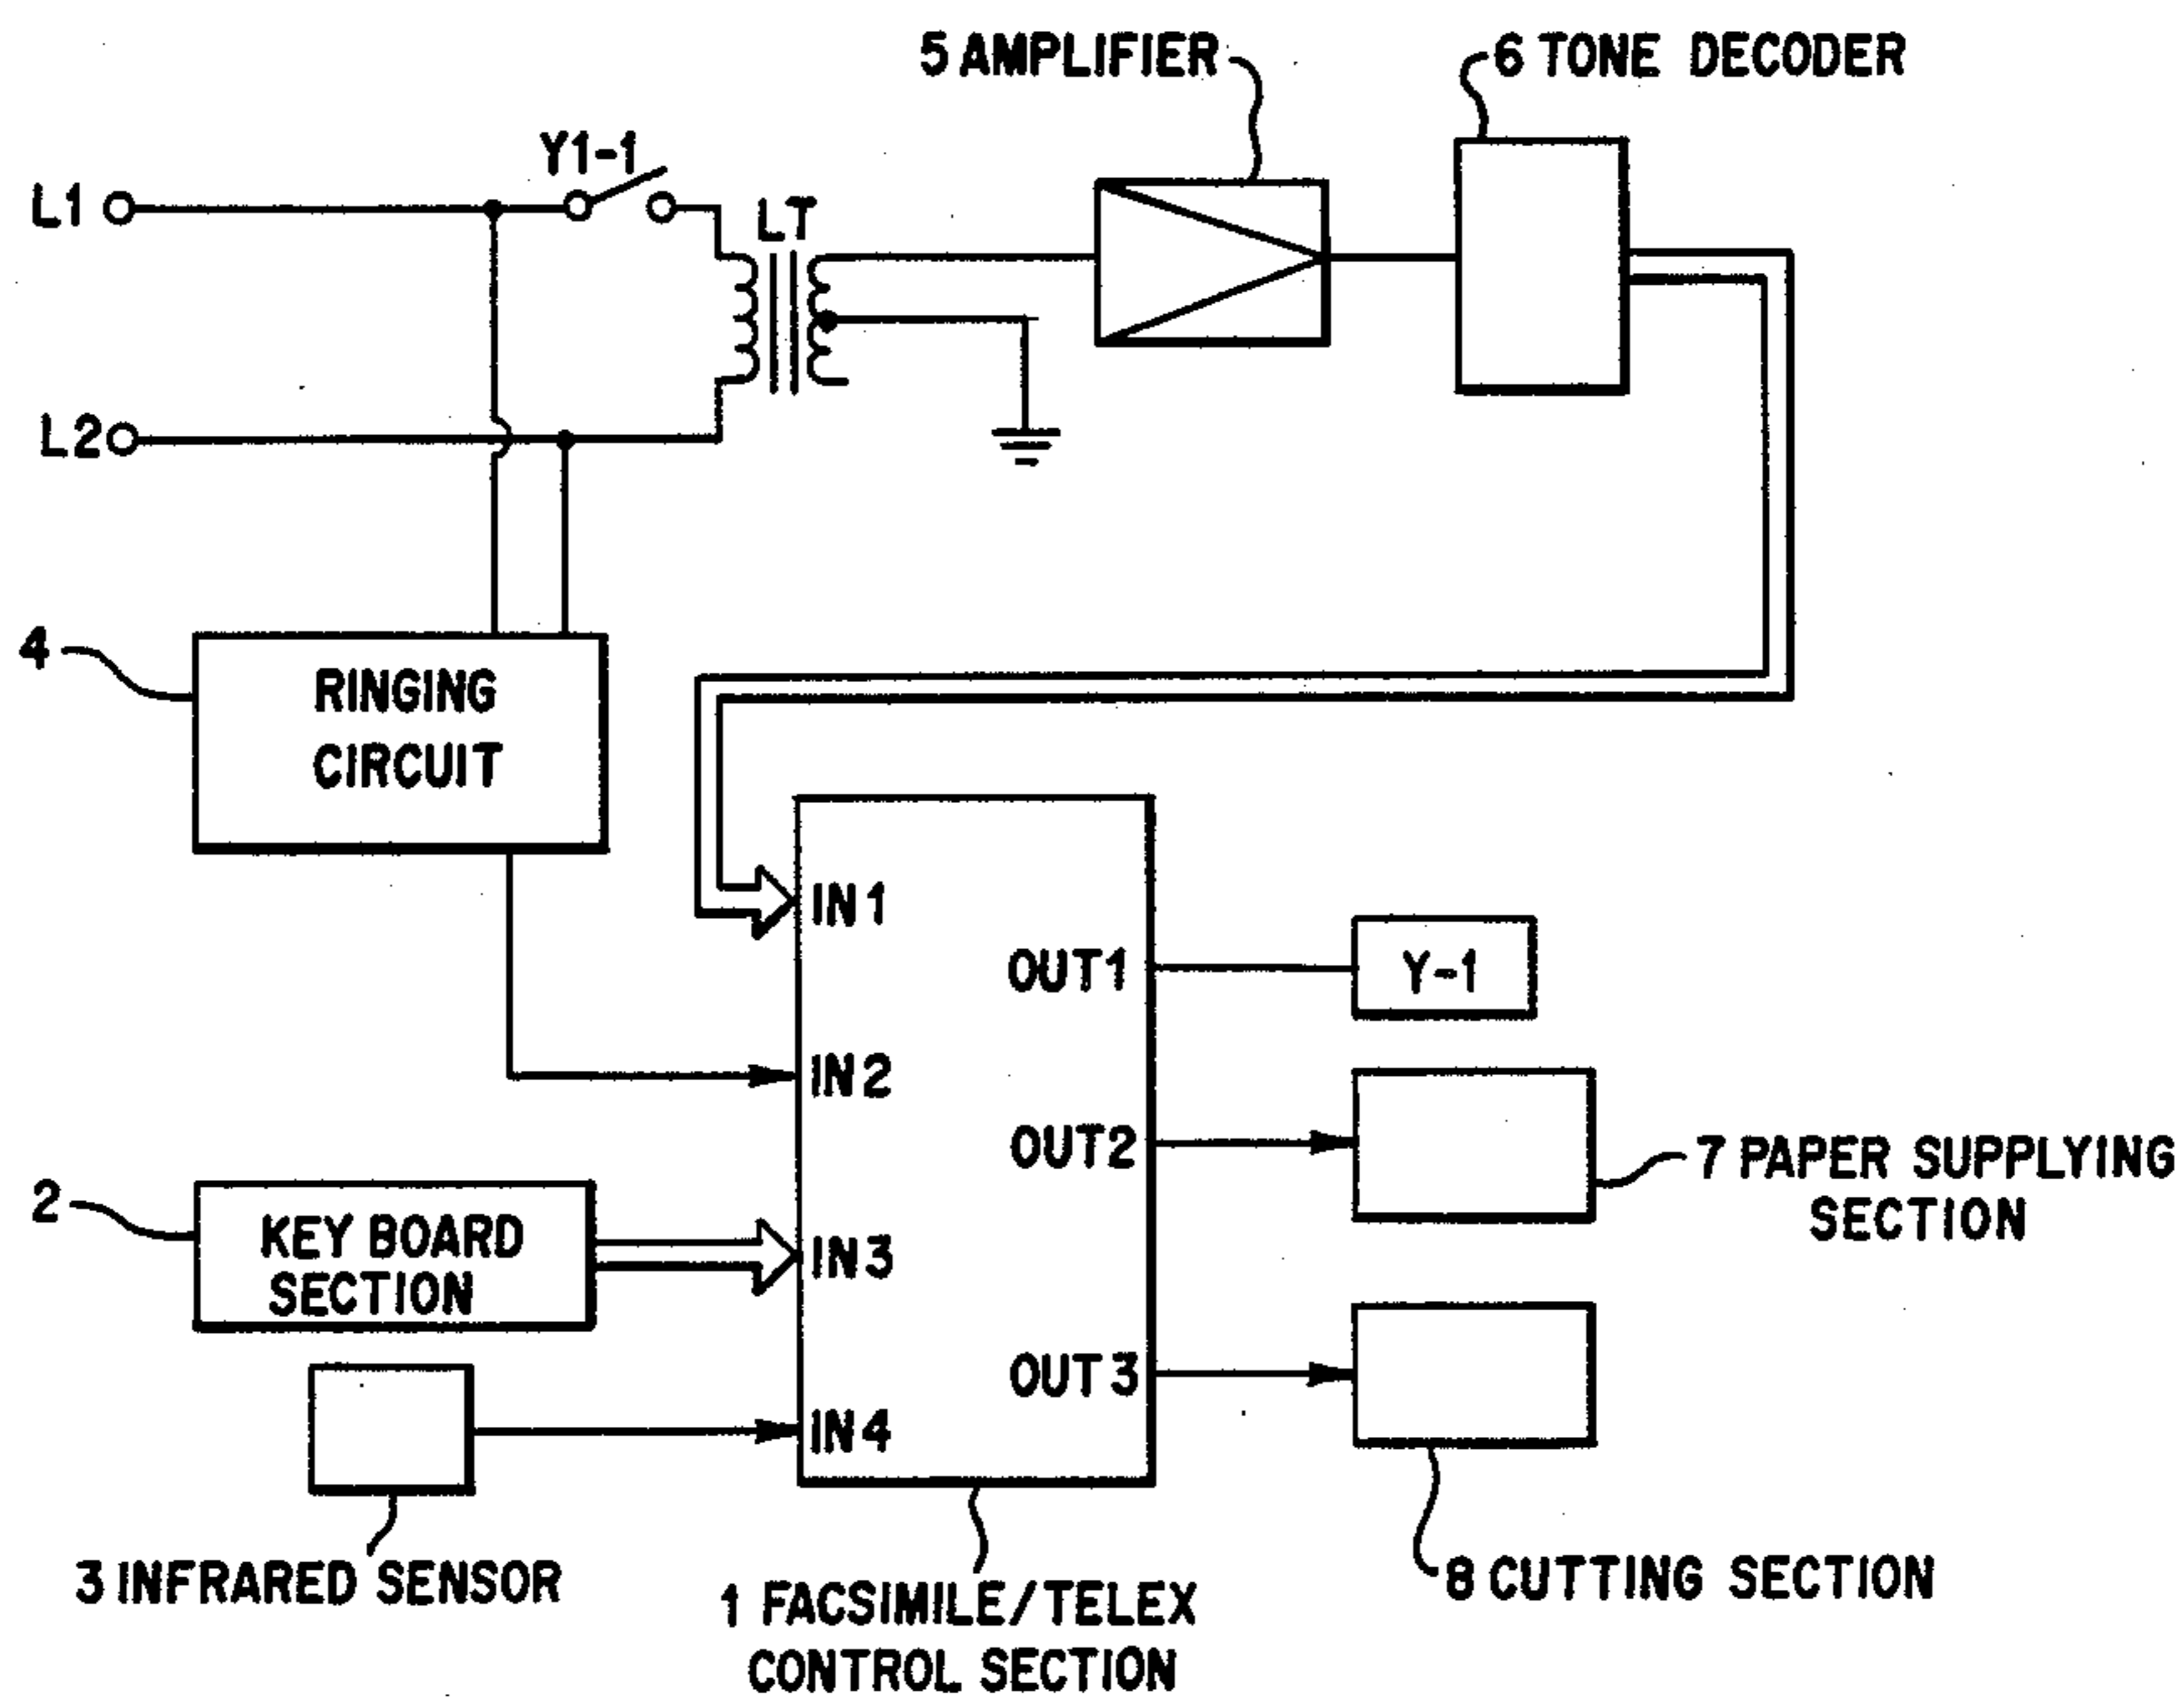 5 AMPLIFIER
6 TONE DECODER
Y1-1
L1
LT
L2
4
RINGING
CIRCUIT
IN1
OUT1
Y-1
IN2
OUT2
7 PAPER SUPPLYING
SECTION
2
KEY BOARD
SECTION
IN3
OUT3
IN4
3 INFRARED SENSOR
8 CUTTING SECTION
1 FACSIMILE/TELEX
CONTROL SECTION